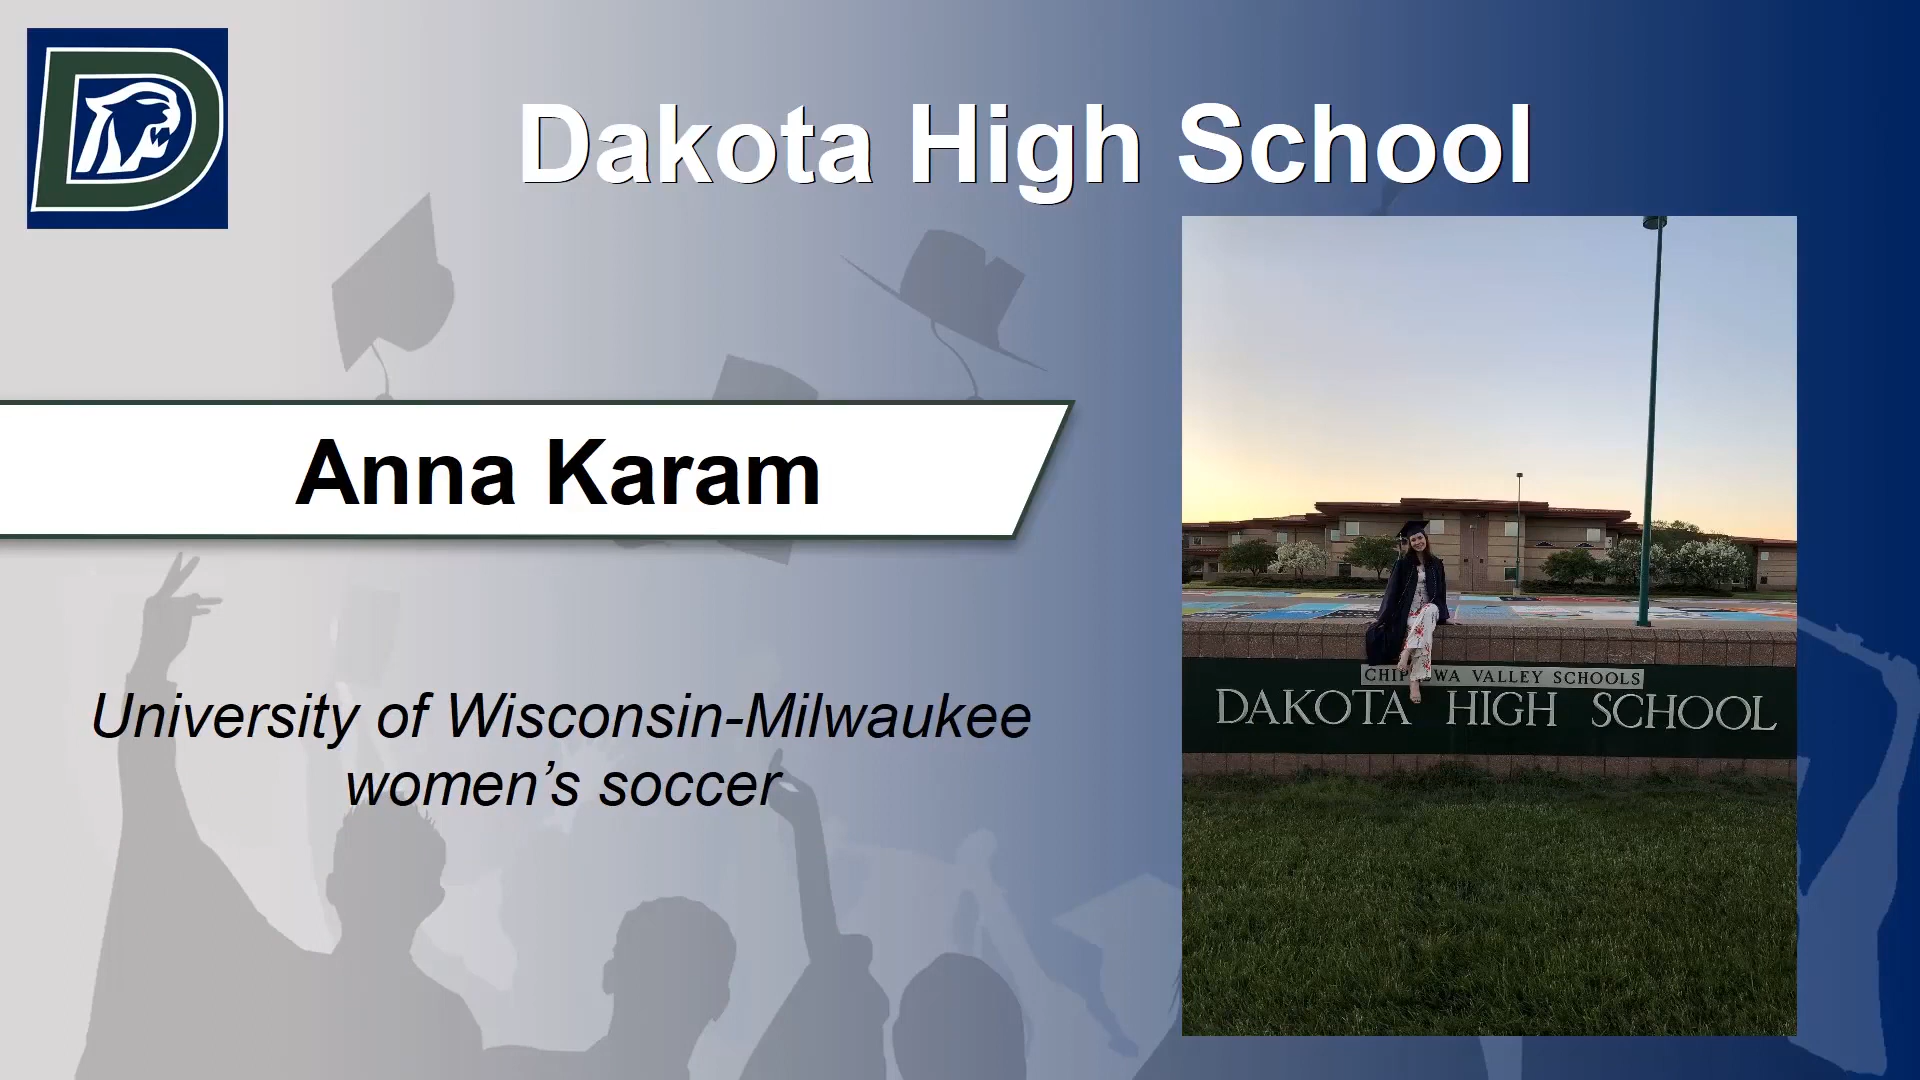 Dakota High School
Anna Karam
University of Wisconsin-Milwaukee
women’s soccer
VALLEY SCHOOLS
DAKOTA HIGH SCHOOL